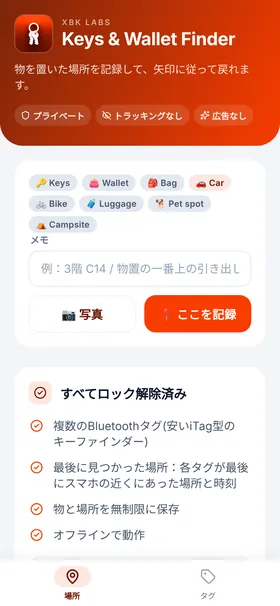 XBK LABS
Keys & Wallet Finder
物を置いた場所を記録して、矢印に従って戻れま
す。
プライベート トラッキングなし 広告なし
🔑 Keys 👛 Wallet 🎒 Bag 🚗 Car
🚲 Bike 🧳 Luggage 🐕 Pet spot
⛺ Campsite
メモ
例：3階 C14 / 物置の一番上の引き出し
📷 写真 📍 ここを記録
すべてロック解除済み
複数のBluetoothタグ(安いiTag型の
キーファインダー)
最後に見つかった場所：各タグが最後
にスマホの近くにあった場所と時刻
物と場所を無制限に保存
オフラインで動作
場所 タグ